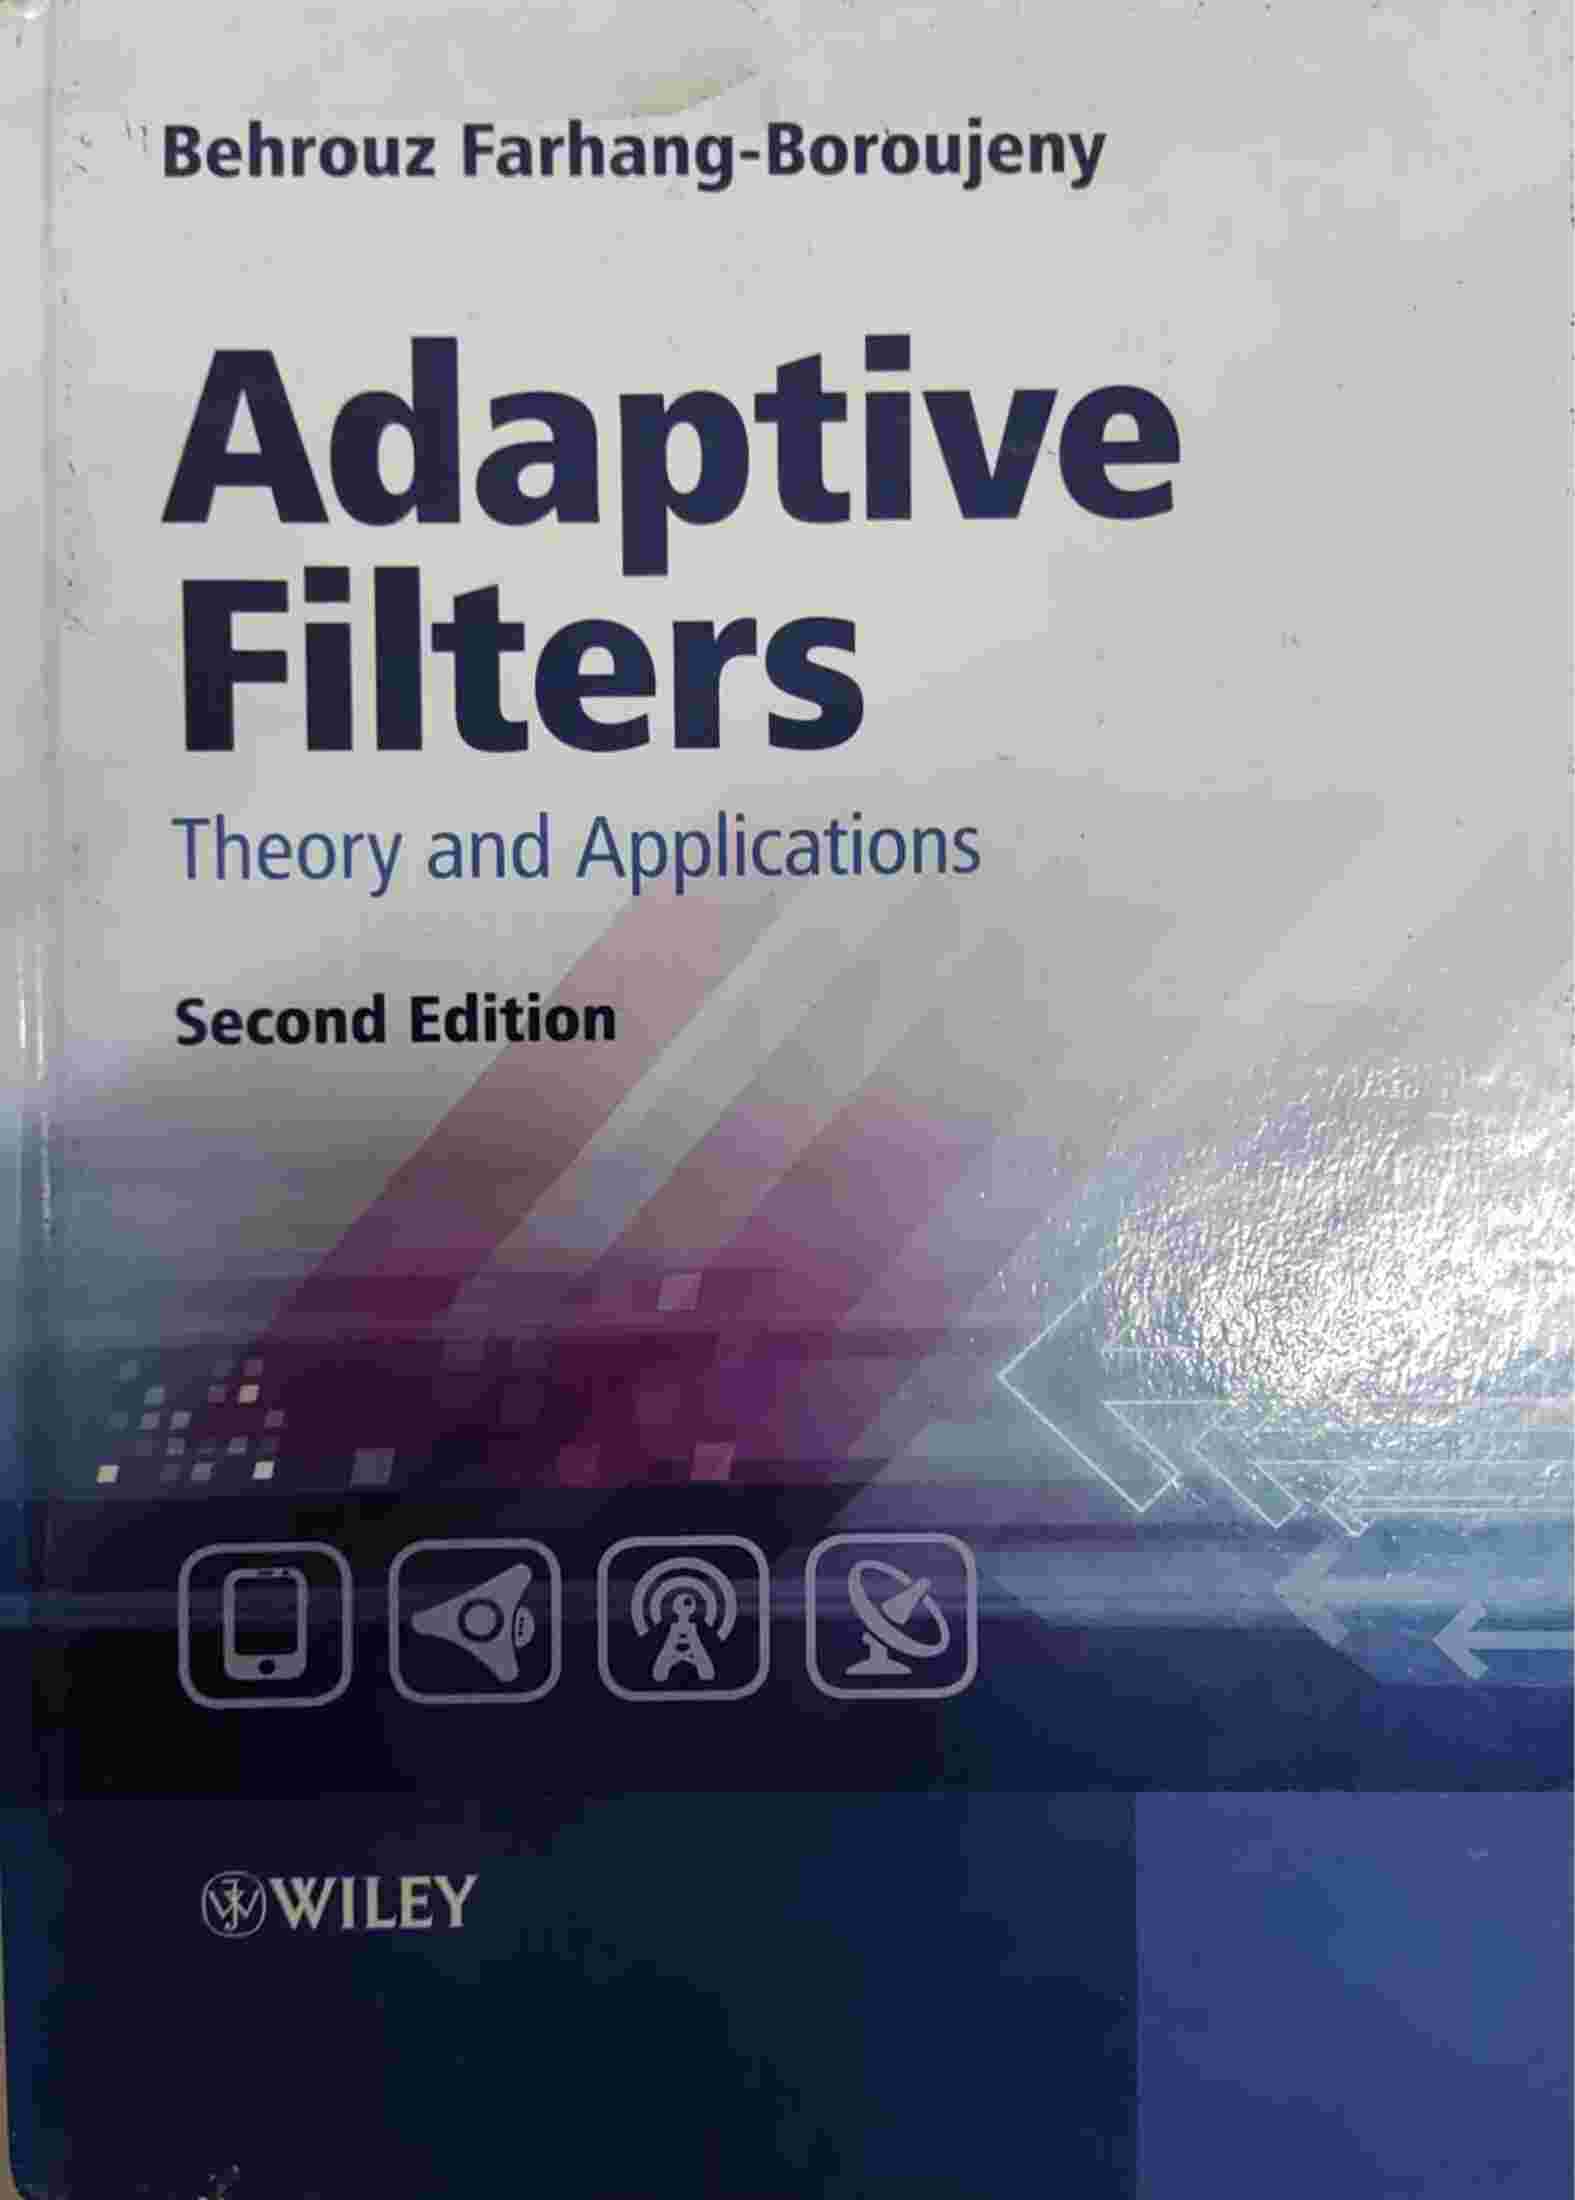 Behrouz Farhang-Boroujeny
Adaptive
Filters
Theory and Applications
Second Edition
WILEY